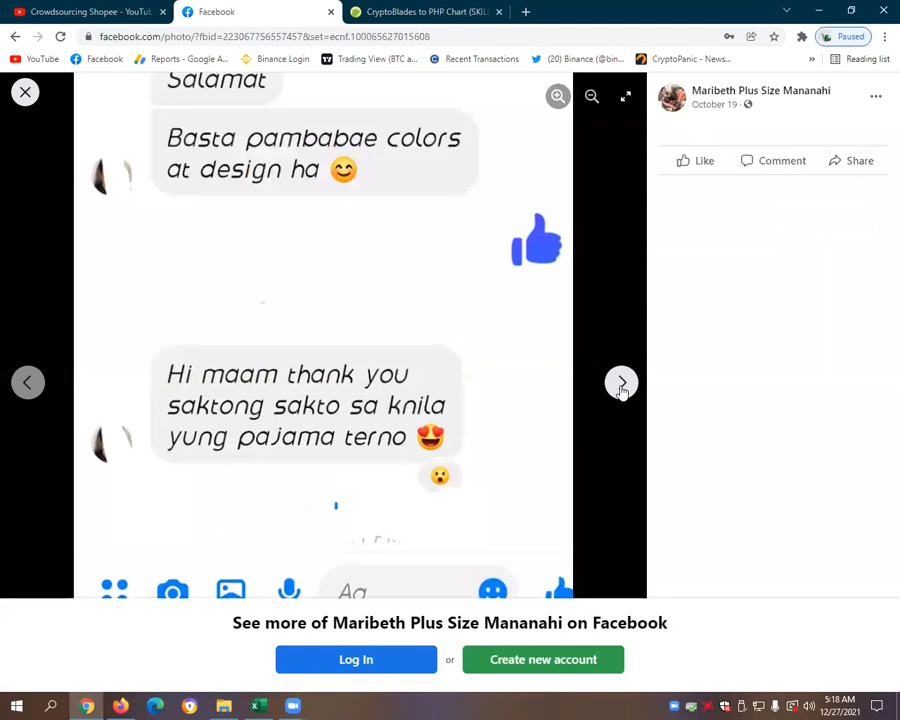 Crowdsourcing Shopee - YouTub
Facebook
CryptoBlades to PHP Chart (SKILL
facebook.com/photo/?fbid=223067756557457&set=ecnf.100065627015608
Paused
YouTube
Facebook
Reports - Google A...
Binance Login
Trading View (BTC a...
Recent Transactions
(20) Binance (@bin...
CryptoPanic - News...
»
Reading list
Salamat
Basta pambabae colors
at design ha 😊
Hi maam thank you
saktong sakto sa knila
yung pajama terno 😍
Aa
Maribeth Plus Size Mananahi
October 19
Like
Comment
Share
See more of Maribeth Plus Size Mananahi on Facebook
Log In
or
Create new account
5:18 AM
12/27/2021